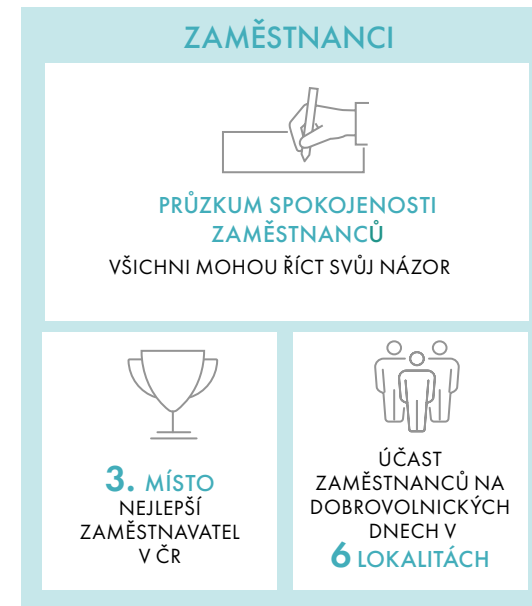 ZAMĚSTNANCI
PRŮZKUM SPOKOJENOSTI
ZAMĚSTNANCŮ
VŠICHNI MOHOU ŘÍCT SVŮJ NÁZOR
3. MÍSTO
NEJLEPŠÍ
ZAMĚSTNAVATEL
V ČR
ÚČAST
ZAMĚSTNANCŮ NA
DOBROVOLNICKÝCH
DNECH V
6 LOKALITÁCH